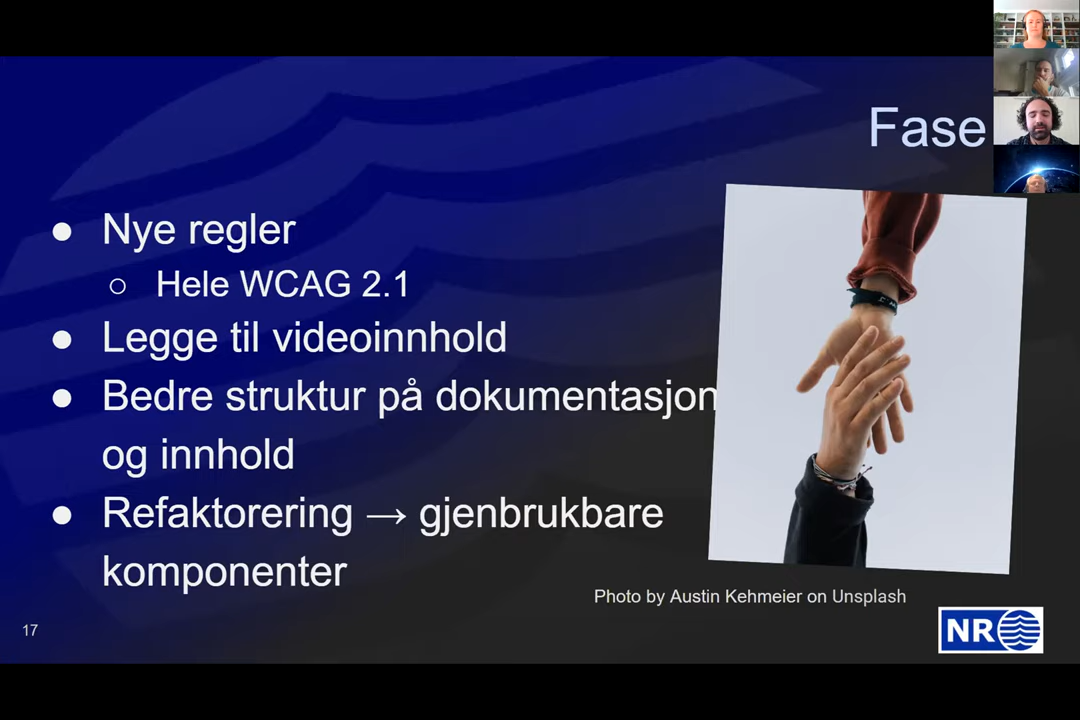 Fase
Nye regler
Hele WCAG 2.1
Legge til videoinnhold
Bedre struktur på dokumentasjon
og innhold
Refaktorering → gjenbrukbare
komponenter
Photo by Austin Kehmeier on Unsplash
17
NR